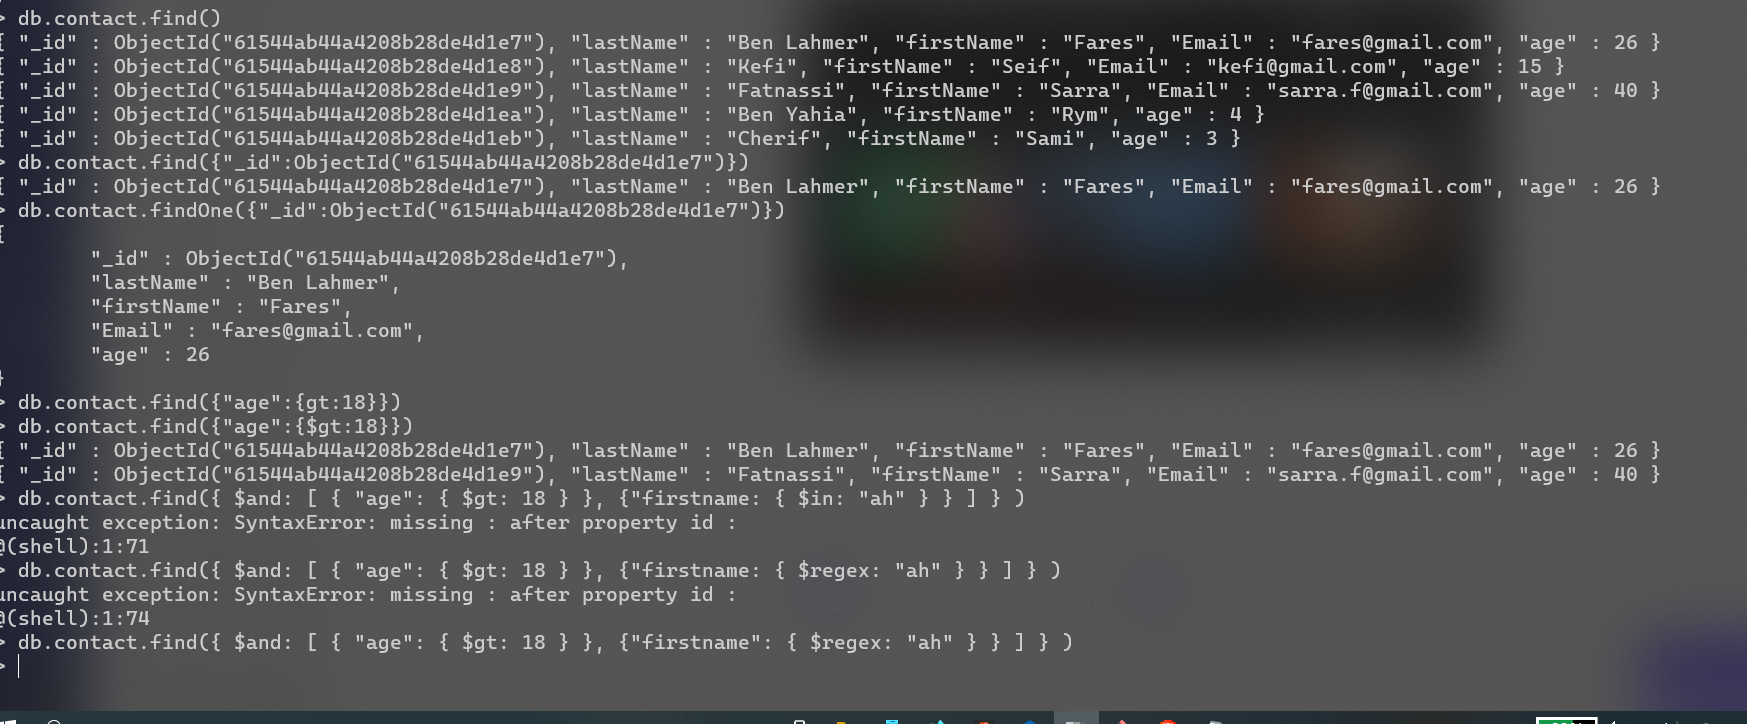 > db.contact.find()
{ "_id" : ObjectId("61544ab44a4208b28de4d1e7"), "lastName" : "Ben Lahmer", "firstName" : "Fares", "Email" : "fares@gmail.com", "age" : 26 }
{ "_id" : ObjectId("61544ab44a4208b28de4d1e8"), "lastName" : "Kefi", "firstName" : "Seif", "Email" : "kefi@gmail.com", "age" : 15 }
{ "_id" : ObjectId("61544ab44a4208b28de4d1e9"), "lastName" : "Fatnassi", "firstName" : "Sarra", "Email" : "sarra.f@gmail.com", "age" : 40 }
{ "_id" : ObjectId("61544ab44a4208b28de4d1ea"), "lastName" : "Ben Yahia", "firstName" : "Rym", "age" : 4 }
{ "_id" : ObjectId("61544ab44a4208b28de4d1eb"), "lastName" : "Cherif", "firstName" : "Sami", "age" : 3 }
> db.contact.find({"_id":ObjectId("61544ab44a4208b28de4d1e7")})
{ "_id" : ObjectId("61544ab44a4208b28de4d1e7"), "lastName" : "Ben Lahmer", "firstName" : "Fares", "Email" : "fares@gmail.com", "age" : 26 }
> db.contact.findOne({"_id":ObjectId("61544ab44a4208b28de4d1e7")})
{
"_id" : ObjectId("61544ab44a4208b28de4d1e7"),
"lastName" : "Ben Lahmer",
"firstName" : "Fares",
"Email" : "fares@gmail.com",
"age" : 26
}
> db.contact.find({"age":{gt:18}})
> db.contact.find({"age":{$gt:18}})
{ "_id" : ObjectId("61544ab44a4208b28de4d1e7"), "lastName" : "Ben Lahmer", "firstName" : "Fares", "Email" : "fares@gmail.com", "age" : 26 }
{ "_id" : ObjectId("61544ab44a4208b28de4d1e9"), "lastName" : "Fatnassi", "firstName" : "Sarra", "Email" : "sarra.f@gmail.com", "age" : 40 }
> db.contact.find({ $and: [ { "age": { $gt: 18 } }, {"firstname: { $in: "ah" } } ] } )
uncaught exception: SyntaxError: missing : after property id :
@(shell):1:71
> db.contact.find({ $and: [ { "age": { $gt: 18 } }, {"firstname: { $regex: "ah" } } ] } )
uncaught exception: SyntaxError: missing : after property id :
@(shell):1:74
> db.contact.find({ $and: [ { "age": { $gt: 18 } }, {"firstname": { $regex: "ah" } } ] } )
>